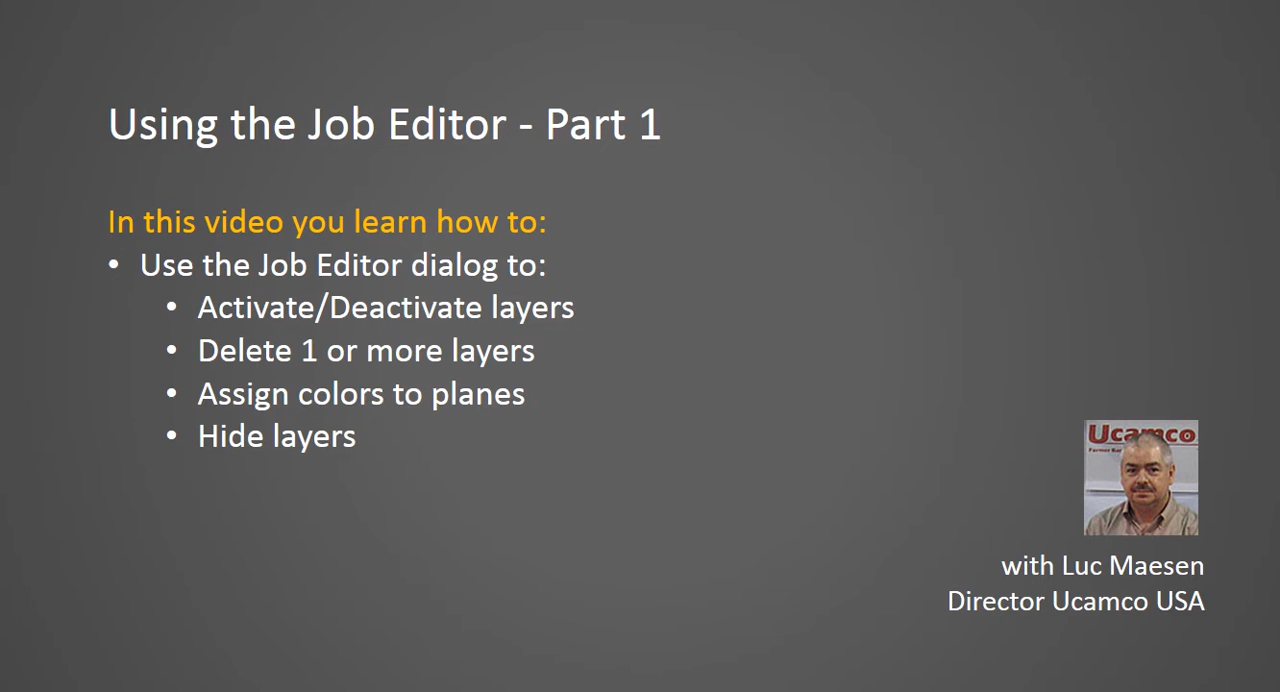 Using the Job Editor - Part 1
In this video you learn how to:
• Use the Job Editor dialog to:
• Activate/Deactivate layers
• Delete 1 or more layers
• Assign colors to planes
• Hide layers
Ucamco
with Luc Maesen
Director Ucamco USA